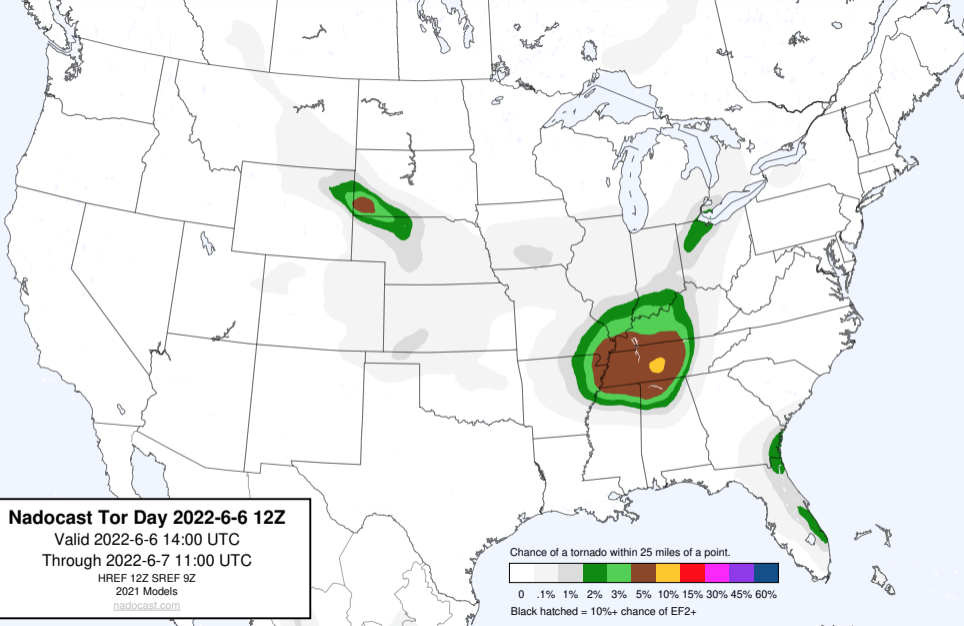 Nadocast Tor Day 2022-6-6 12Z
Valid 2022-6-6 14:00 UTC
Through 2022-6-7 11:00 UTC
HREF 12Z SREF 9Z
2021 Models
nadocast.com
Chance of a tornado within 25 miles of a point.
0 .1% 1% 2% 3% 5% 10% 15% 30% 45% 60%
Black hatched = 10%+ chance of EF2+